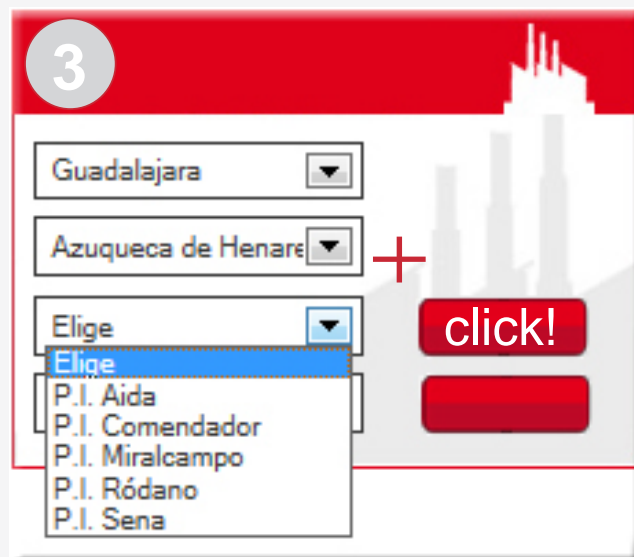 3
Guadalajara
Azuqueca de Henare
+
Elige
click!
Elige
P.I. Aida
P.I. Comendador
P.I. Miralcampo
P.I. Ródano
P.I. Sena